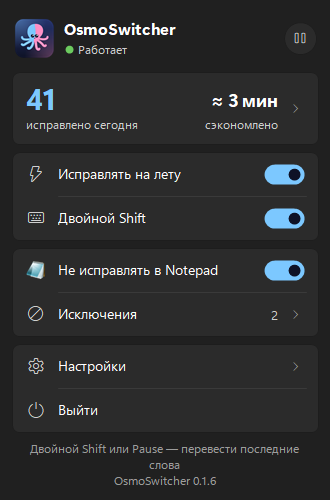 OsmoSwitcher
Работает
41
исправлено сегодня
≈ 3 мин
сэкономлено
Исправлять на лету
Двойной Shift
Не исправлять в Notepad
Исключения 2
Настройки
Выйти
Двойной Shift или Pause — перевести последние
слова
OsmoSwitcher 0.1.6